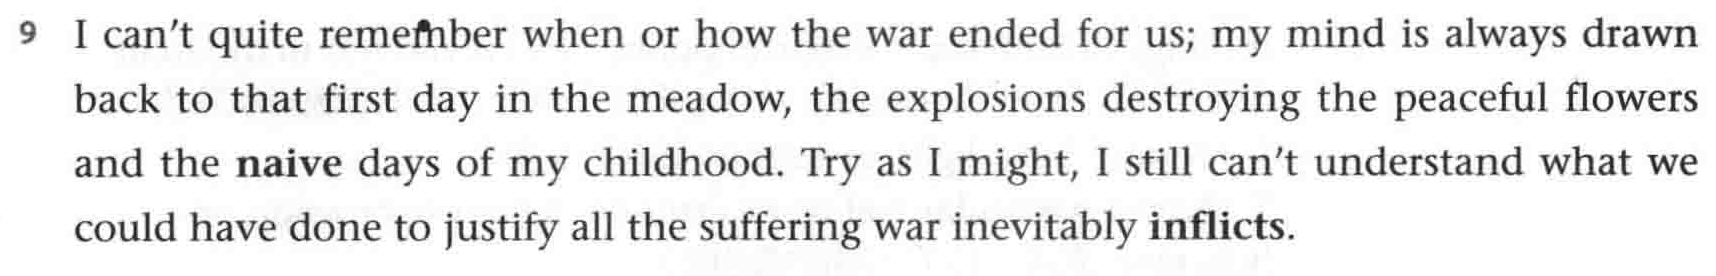 9 I can't quite remember when or how the war ended for us; my mind is always drawn
back to that first day in the meadow, the explosions destroying the peaceful flowers
and the naive days of my childhood. Try as I might, I still can't understand what we
could have done to justify all the suffering war inevitably inflicts.